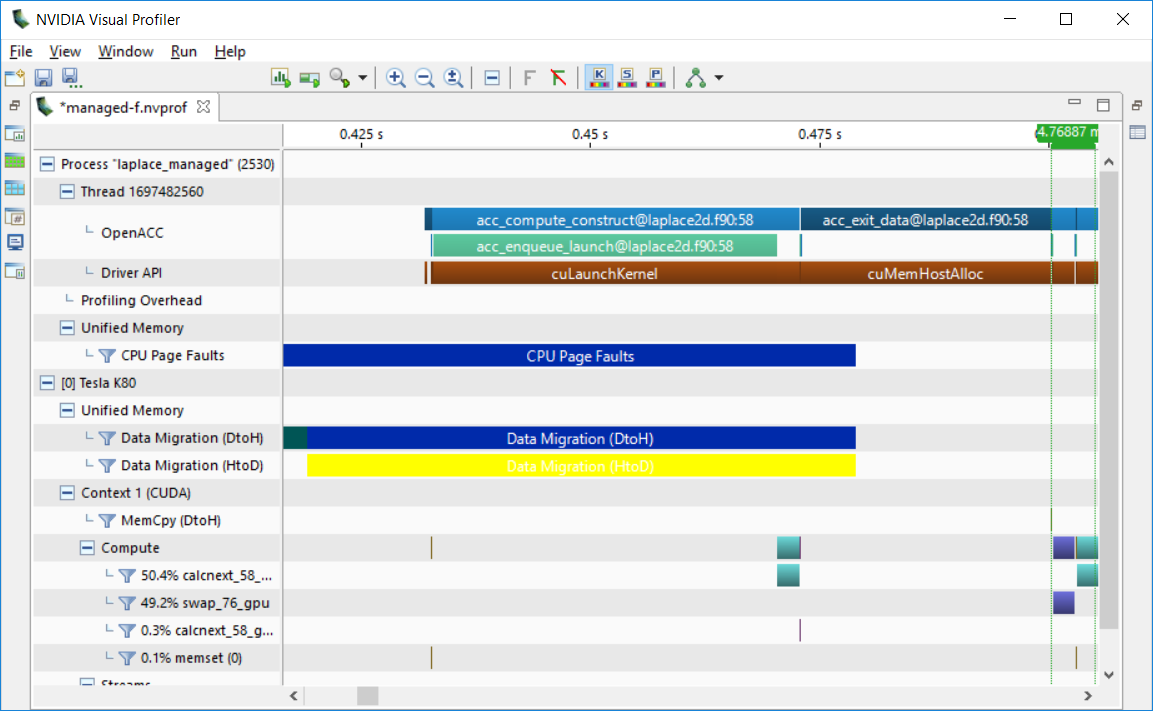 NVIDIA Visual Profiler
File View Window Run Help
K S P
*managed-f.nvprof
0.425 s 0.45 s 0.475 s 4.76887 m
Process "laplace_managed" (2530)
Thread 1697482560
OpenACC
acc_compute_construct@laplace2d.f90:58 acc_exit_data@laplace2d.f90:58
acc_enqueue_launch@laplace2d.f90:58
Driver API cuLaunchKernel cuMemHostAlloc
Profiling Overhead
Unified Memory
CPU Page Faults CPU Page Faults
[0] Tesla K80
Unified Memory
Data Migration (DtoH) Data Migration (DtoH)
Data Migration (HtoD) Data Migration (HtoD)
Context 1 (CUDA)
MemCpy (DtoH)
Compute
50.4% calcnext_58_...
49.2% swap_76_gpu
0.3% calcnext_58_g...
0.1% memset (0)
Streams